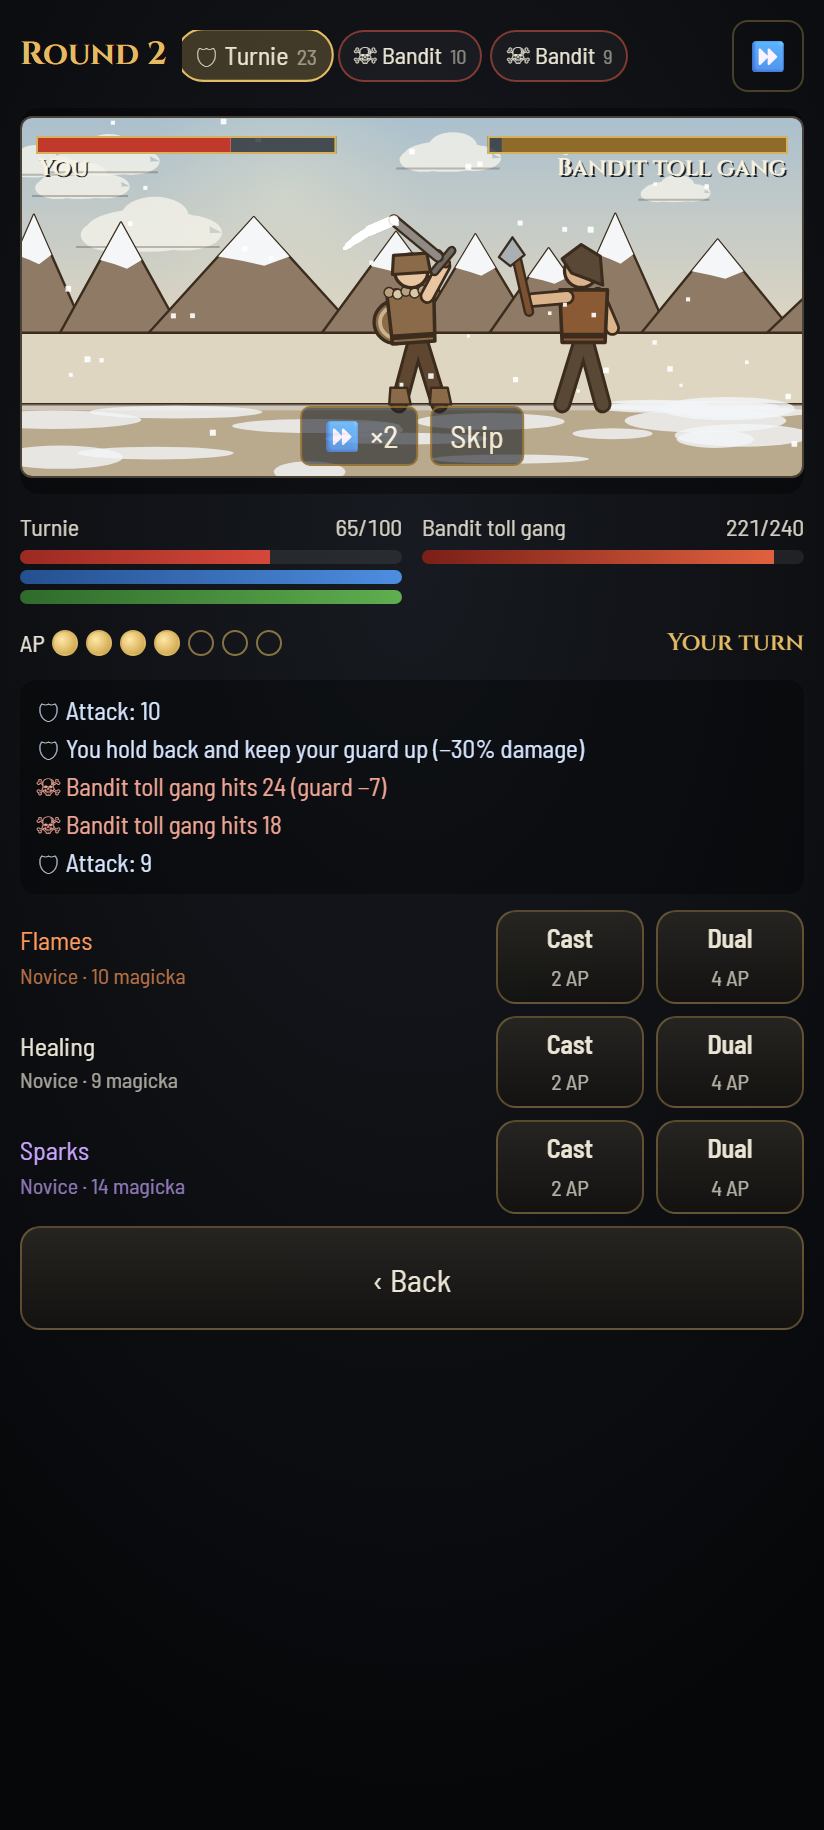 Round 2
Turnie 23
Bandit 10
Bandit 9
You
Bandit toll gang
×2
Skip
Turnie 65/100
Bandit toll gang 221/240
AP
Your turn
Attack: 10
You hold back and keep your guard up (−30% damage)
Bandit toll gang hits 24 (guard −7)
Bandit toll gang hits 18
Attack: 9
Flames
Novice · 10 magicka
Cast
2 AP
Dual
4 AP
Healing
Novice · 9 magicka
Cast
2 AP
Dual
4 AP
Sparks
Novice · 14 magicka
Cast
2 AP
Dual
4 AP
‹ Back